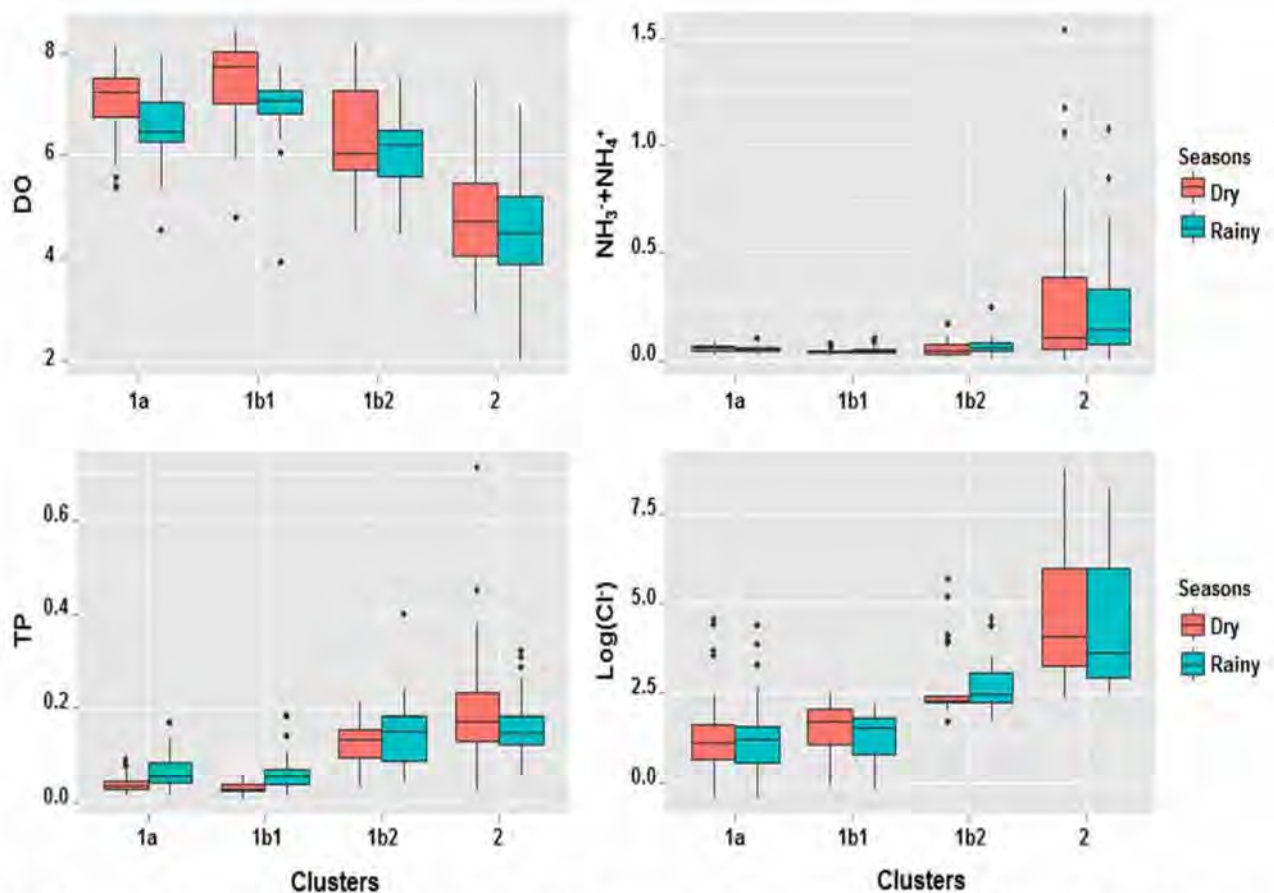 DO
8
6
4
2
1a 1b1 1b2 2
NH₃⁻+NH₄⁺
1.5
1.0
0.5
0.0
1a 1b1 1b2 2
Seasons
Dry
Rainy
TP
0.6
0.4
0.2
0.0
1a 1b1 1b2 2
Clusters
Log(Cl⁻)
7.5
5.0
2.5
0.0
1a 1b1 1b2 2
Clusters
Seasons
Dry
Rainy